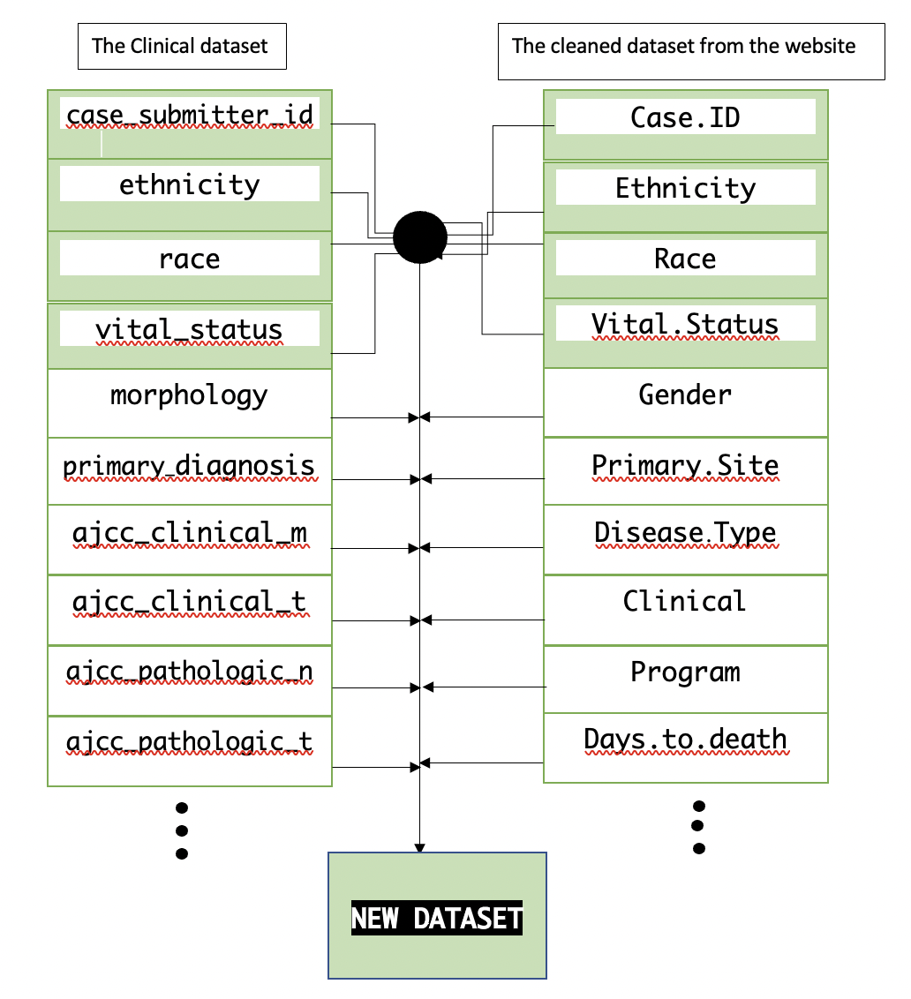 The Clinical dataset
The cleaned dataset from the website
case_submitter_id
Case.ID
ethnicity
Ethnicity
race
Race
vital_status
Vital.Status
morphology
Gender
primary_diagnosis
Primary.Site
ajcc_clinical_m
Disease.Type
ajcc_clinical_t
Clinical
ajcc_pathologic_n
Program
ajcc_pathologic_t
Days.to.death
NEW DATASET